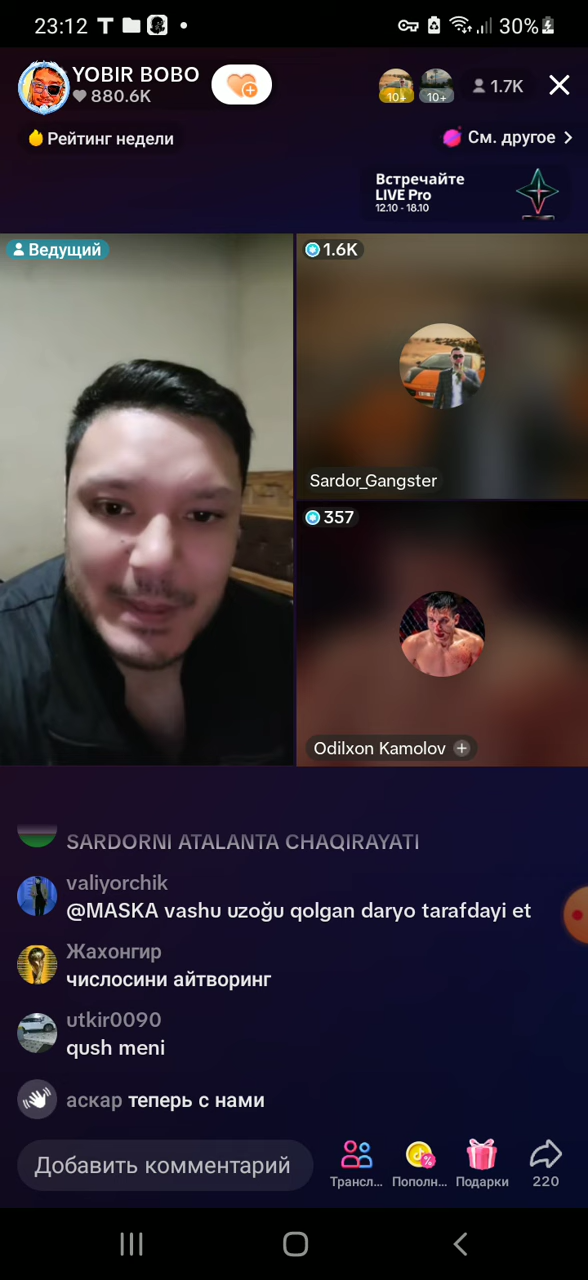 23:12
30%
YOBIR BOBO
880.6K
10+
10+
1.7K
Рейтинг недели
См. другое
Встречайте
LIVE Pro
12.10 - 18.10
Ведущий
1.6K
Sardor_Gangster
357
Odilxon Kamolov
SARDORNI ATALANTA CHAQIRAYATI
valiyorchik
@MASKA vashu uzoğu qolgan daryo tarafdayi et
Жахонгир
числосини айтворинг
utkir0090
qush meni
аскар теперь с нами
Добавить комментарий
Трансл...
Пополн...
Подарки
220